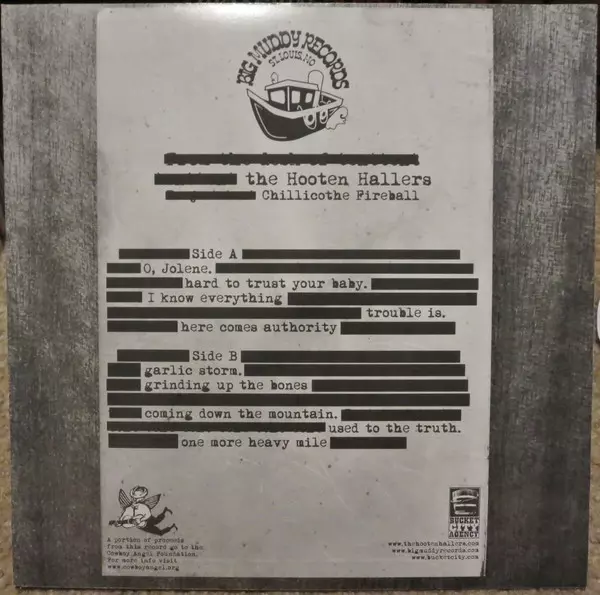 BIG MUDDY RECORDS
ST. LOUIS, MO
the Hooten Hallers
Chillicothe Fireball
Side A
O, Jolene.
hard to trust your baby.
I know everything
trouble is.
here comes authority
Side B
garlic storm.
grinding up the bones
coming down the mountain.
used to the truth.
one more heavy mile
A portion of proceeds
from this record go to the
Cowboy Angel Foundation.
For more info visit
www.cowboyangel.org
BUCKET
CITY
AGENCY
www.thehootenhallers.com
www.bigmuddyrecords.com
www.bucketcity.com